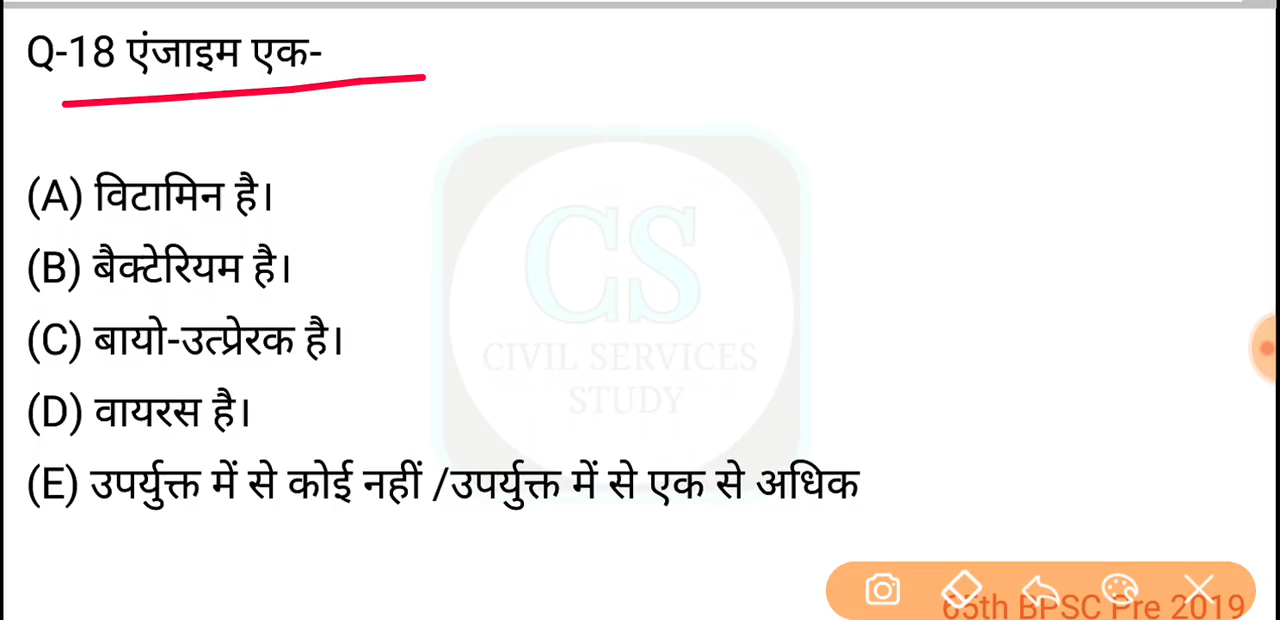 Q-18 एंजाइम एक-
(A) विटामिन है।
(B) बैक्टेरियम है।
(C) बायो-उत्प्रेरक है।
(D) वायरस है।
(E) उपर्युक्त में से कोई नहीं /उपर्युक्त में से एक से अधिक
CS
CIVIL SERVICES
STUDY
65th BPSC Pre 2019